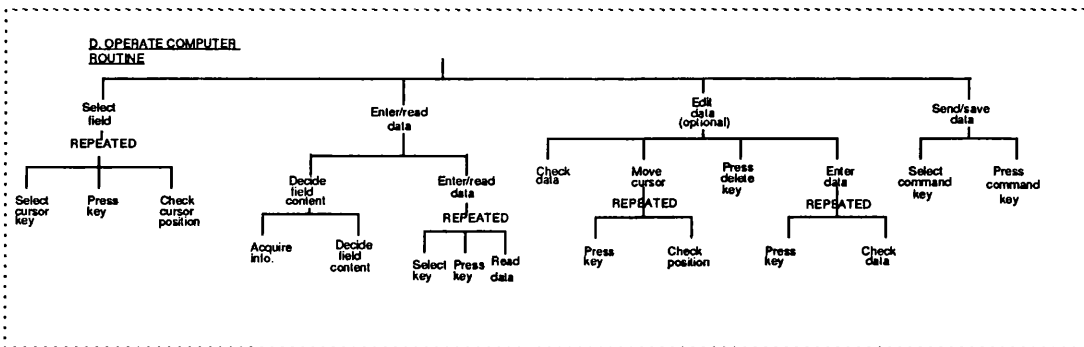 D. OPERATE COMPUTER
ROUTINE
Select
field
REPEATED
Select
cursor
key
Press
key
Check
cursor
position
Enter/read
data
Decide
field
content
Acquire
info.
Decide
field
content
Enter/read
data
REPEATED
Select
key
Press
key
Read
data
Edit
data
(optional)
Check
data
Move
cursor
REPEATED
Press
key
Check
position
Press
delete
key
Enter
data
REPEATED
Press
key
Check
data
Send/save
data
Select
command
key
Press
command
key